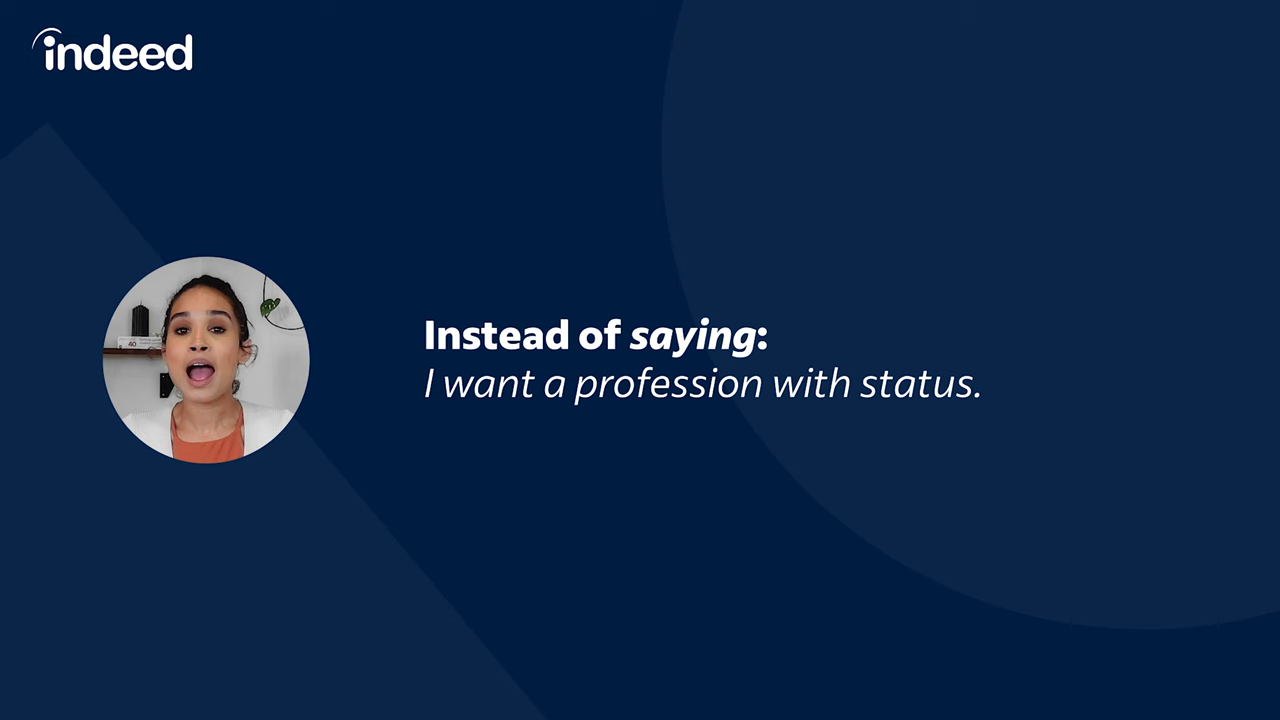 indeed
Instead of saying:
I want a profession with status.